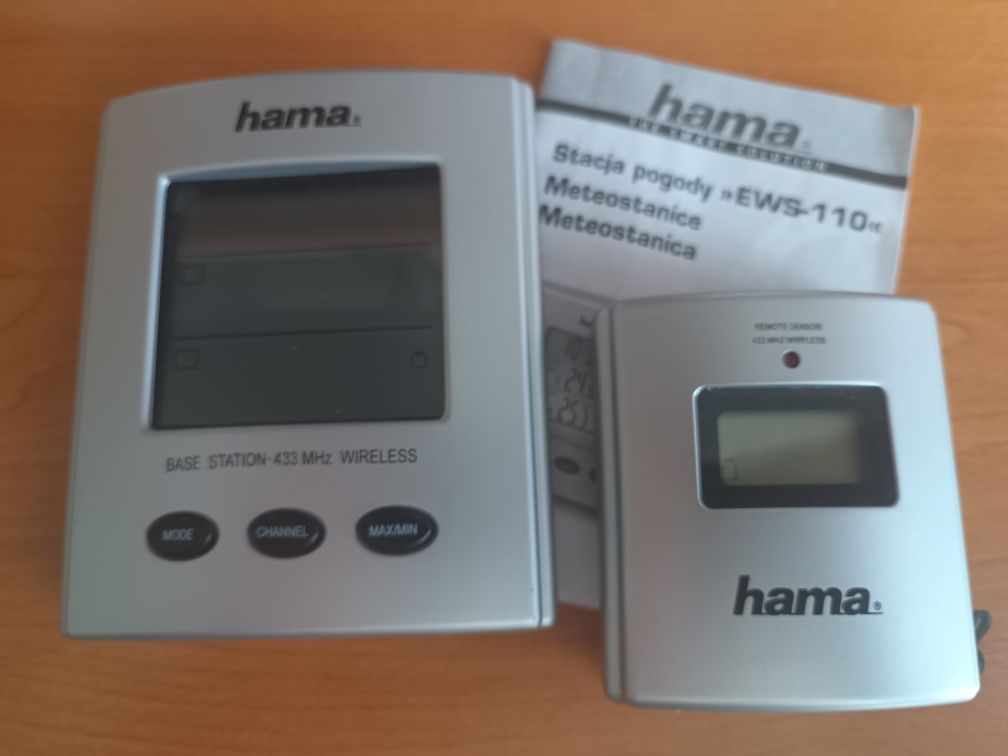 hama®
BASE STATION-433 MHz WIRELESS
MODE
CHANNEL
MAX/MIN
hama®
THE SMART SOLUTION
Stacja pogody »EWS-110«
Meteostanice
Meteostanica
REMOTE SENSOR
433 MHZ WIRELESS
hama®